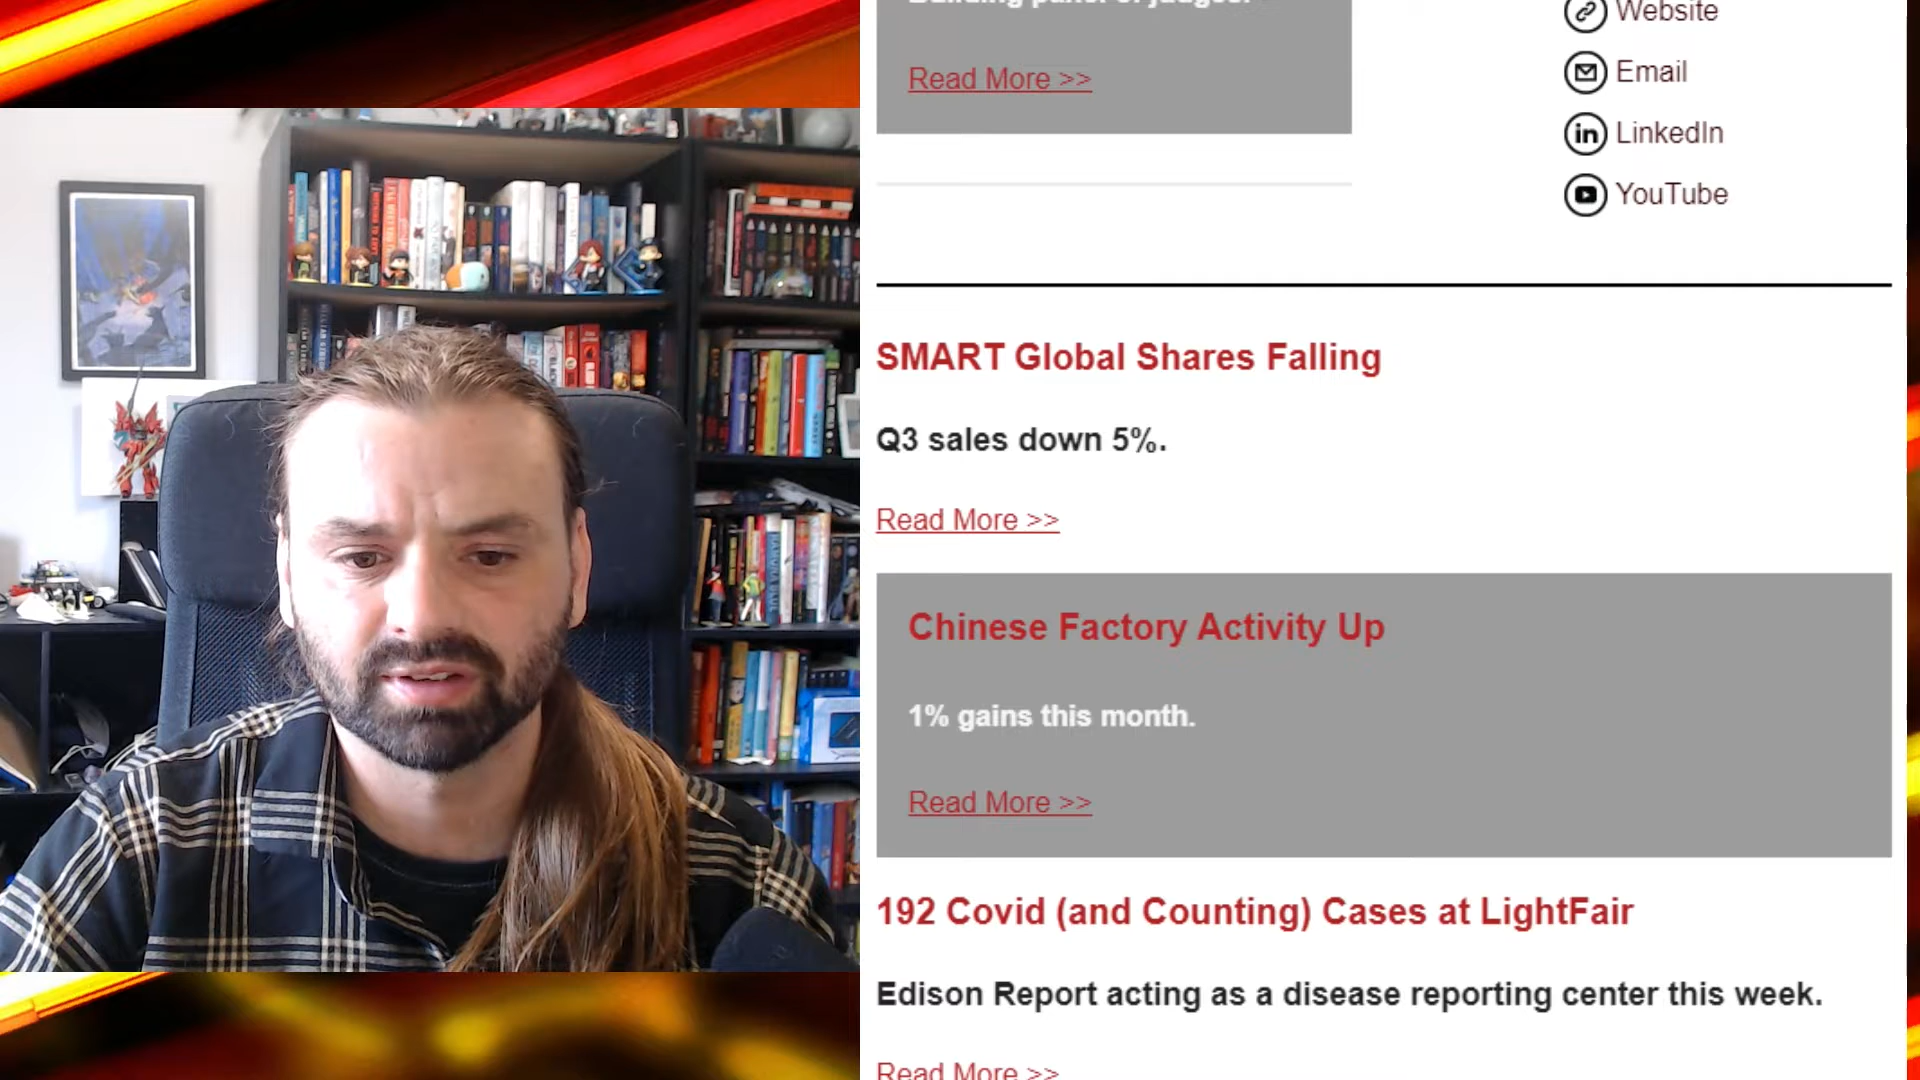 Read More >>
Website
Email
LinkedIn
YouTube
SMART Global Shares Falling
Q3 sales down 5%.
Read More >>
Chinese Factory Activity Up
1% gains this month.
Read More >>
192 Covid (and Counting) Cases at LightFair
Edison Report acting as a disease reporting center this week.
Read More >>